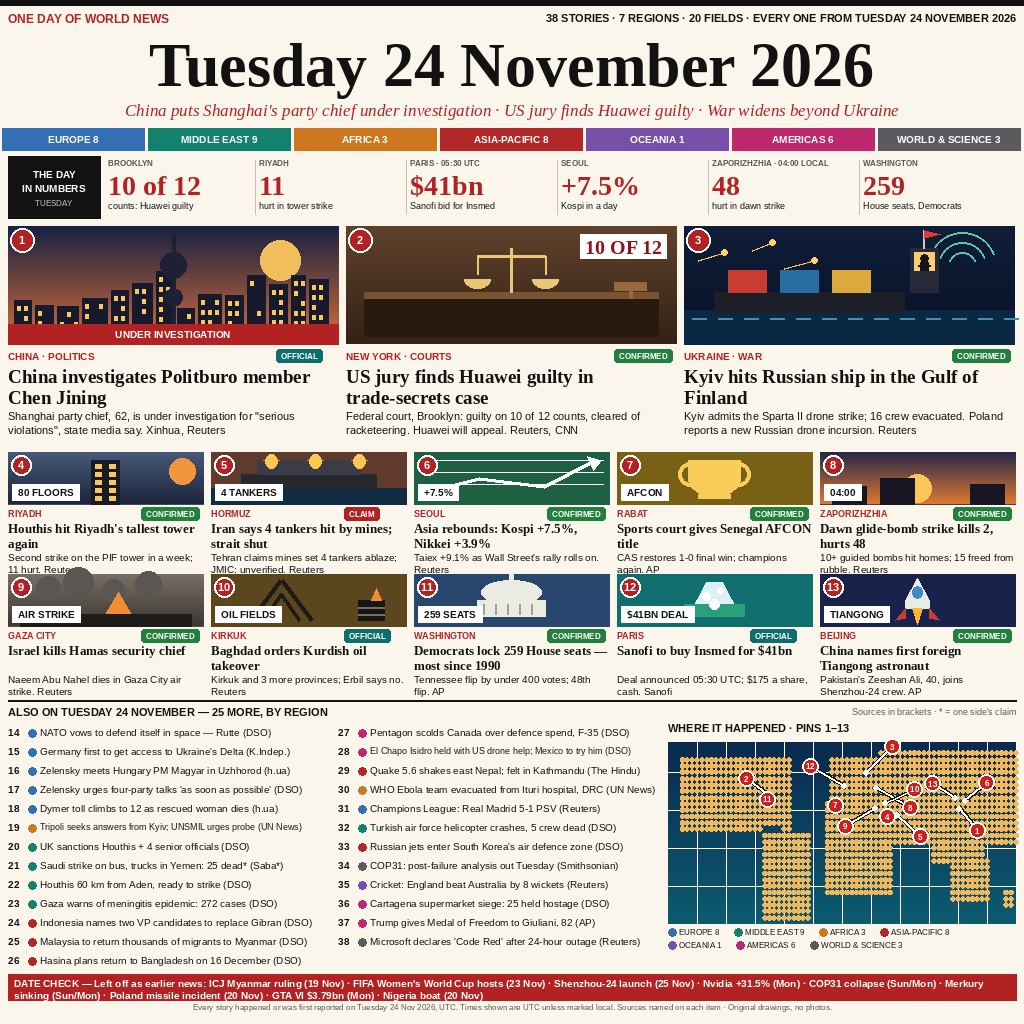 ONE DAY OF WORLD NEWS
38 STORIES · 7 REGIONS · 20 FIELDS · EVERY ONE FROM TUESDAY 24 NOVEMBER 2026
Tuesday 24 November 2026
China puts Shanghai's party chief under investigation · US jury finds Huawei guilty · War widens beyond Ukraine
EUROPE 8
MIDDLE EAST 9
AFRICA 3
ASIA-PACIFIC 8
OCEANIA 1
AMERICAS 6
WORLD & SCIENCE 3
THE DAY
IN NUMBERS
TUESDAY
BROOKLYN
10 of 12
counts: Huawei guilty
RIYADH
11
hurt in tower strike
PARIS · 05:30 UTC
$41bn
Sanofi bid for Insmed
SEOUL
+7.5%
Kospi in a day
ZAPORIZHZHIA · 04:00 LOCAL
48
hurt in dawn strike
WASHINGTON
259
House seats, Democrats
1
UNDER INVESTIGATION
CHINA · POLITICS
OFFICIAL
China investigates Politburo member
Chen Jining
Shanghai party chief, 62, is under investigation for "serious
violations", state media say. Xinhua, Reuters
2
10 OF 12
NEW YORK · COURTS
CONFIRMED
US jury finds Huawei guilty in
trade-secrets case
Federal court, Brooklyn: guilty on 10 of 12 counts, cleared of
racketeering. Huawei will appeal. Reuters, CNN
3
UKRAINE · WAR
CONFIRMED
Kyiv hits Russian ship in the Gulf of
Finland
Kyiv admits the Sparta II drone strike; 16 crew evacuated. Poland
reports a new Russian drone incursion. Reuters
4
80 FLOORS
RIYADH
CONFIRMED
Houthis hit Riyadh's tallest tower
again
Second strike on the PIF tower in a week;
11 hurt. Reuters
5
4 TANKERS
HORMUZ
CLAIM
Iran says 4 tankers hit by mines;
strait shut
Tehran claims mines set 4 tankers ablaze;
JMIC: unverified. Reuters
6
+7.5%
SEOUL
CONFIRMED
Asia rebounds: Kospi +7.5%,
Nikkei +3.9%
Taiex +9.1% as Wall Street's rally rolls on.
Reuters
7
AFCON
RABAT
CONFIRMED
Sports court gives Senegal AFCON
title
CAS restores 1-0 final win; champions
again. AP
8
04:00
ZAPORIZHZHIA
CONFIRMED
Dawn glide-bomb strike kills 2,
hurts 48
10+ guided bombs hit homes; 15 freed from
rubble. Reuters
9
AIR STRIKE
GAZA CITY
CONFIRMED
Israel kills Hamas security chief
Naeem Abu Nahel dies in Gaza City air
strike. Reuters
10
OIL FIELDS
KIRKUK
OFFICIAL
Baghdad orders Kurdish oil
takeover
Kirkuk and 3 more provinces; Erbil says no.
Reuters
11
259 SEATS
WASHINGTON
CONFIRMED
Democrats lock 259 House seats —
most since 1990
Tennessee flip by under 400 votes; 48th
flip. AP
12
$41BN DEAL
PARIS
OFFICIAL
Sanofi to buy Insmed for $41bn
Deal announced 05:30 UTC; $175 a share,
cash. Sanofi
13
TIANGONG
BEIJING
CONFIRMED
China names first foreign
Tiangong astronaut
Pakistan's Zeeshan Ali, 40, joins
Shenzhou-24 crew. AP
ALSO ON TUESDAY 24 NOVEMBER — 25 MORE, BY REGION
Sources in brackets · * = one side's claim
14 NATO vows to defend itself in space — Rutte (DSO)
15 Germany first to get access to Ukraine's Delta (K.Indep.)
16 Zelensky meets Hungary PM Magyar in Uzhhorod (h.ua)
17 Zelensky urges four-party talks 'as soon as possible' (DSO)
18 Dymer toll climbs to 12 as rescued woman dies (h.ua)
19 Tripoli seeks answers from Kyiv; UNSMIL urges probe (UN News)
20 UK sanctions Houthis + 4 senior officials (DSO)
21 Saudi strike on bus, trucks in Yemen: 25 dead* (Saba*)
22 Houthis 60 km from Aden, ready to strike (DSO)
23 Gaza warns of meningitis epidemic: 272 cases (DSO)
24 Indonesia names two VP candidates to replace Gibran (DSO)
25 Malaysia to return thousands of migrants to Myanmar (DSO)
26 Hasina plans return to Bangladesh on 16 December (DSO)
27 Pentagon scolds Canada over defence spend, F-35 (DSO)
28 El Chapo Isidro held with US drone help; Mexico to try him (DSO)
29 Quake 5.6 shakes east Nepal; felt in Kathmandu (The Hindu)
30 WHO Ebola team evacuated from Ituri hospital, DRC (UN News)
31 Champions League: Real Madrid 5-1 PSV (Reuters)
32 Turkish air force helicopter crashes, 5 crew dead (DSO)
33 Russian jets enter South Korea's air defence zone (DSO)
34 COP31: post-failure analysis out Tuesday (Smithsonian)
35 Cricket: England beat Australia by 8 wickets (Reuters)
36 Cartagena supermarket siege: 25 held hostage (DSO)
37 Trump gives Medal of Freedom to Giuliani, 82 (AP)
38 Microsoft declares 'Code Red' after 24-hour outage (Reuters)
WHERE IT HAPPENED · PINS 1–13
3
12
2
11
7
9
10
13
4
8
5
6
1
EUROPE 8
MIDDLE EAST 9
AFRICA 3
ASIA-PACIFIC 8
OCEANIA 1
AMERICAS 6
WORLD & SCIENCE 3
DATE CHECK — Left off as earlier news: ICJ Myanmar ruling (19 Nov) · FIFA Women's World Cup hosts (23 Nov) · Shenzhou-24 launch (25 Nov) · Nvidia +31.5% (Mon) · COP31 collapse (Sun/Mon) · Merkury
sinking (Sun/Mon) · Poland missile incident (20 Nov) · GTA VI $3.79bn (Mon) · Nigeria boat (20 Nov)
Every story happened or was first reported on Tuesday 24 Nov 2026, UTC. Times shown are UTC unless marked local. Sources named on each item · Original drawings, no photos.